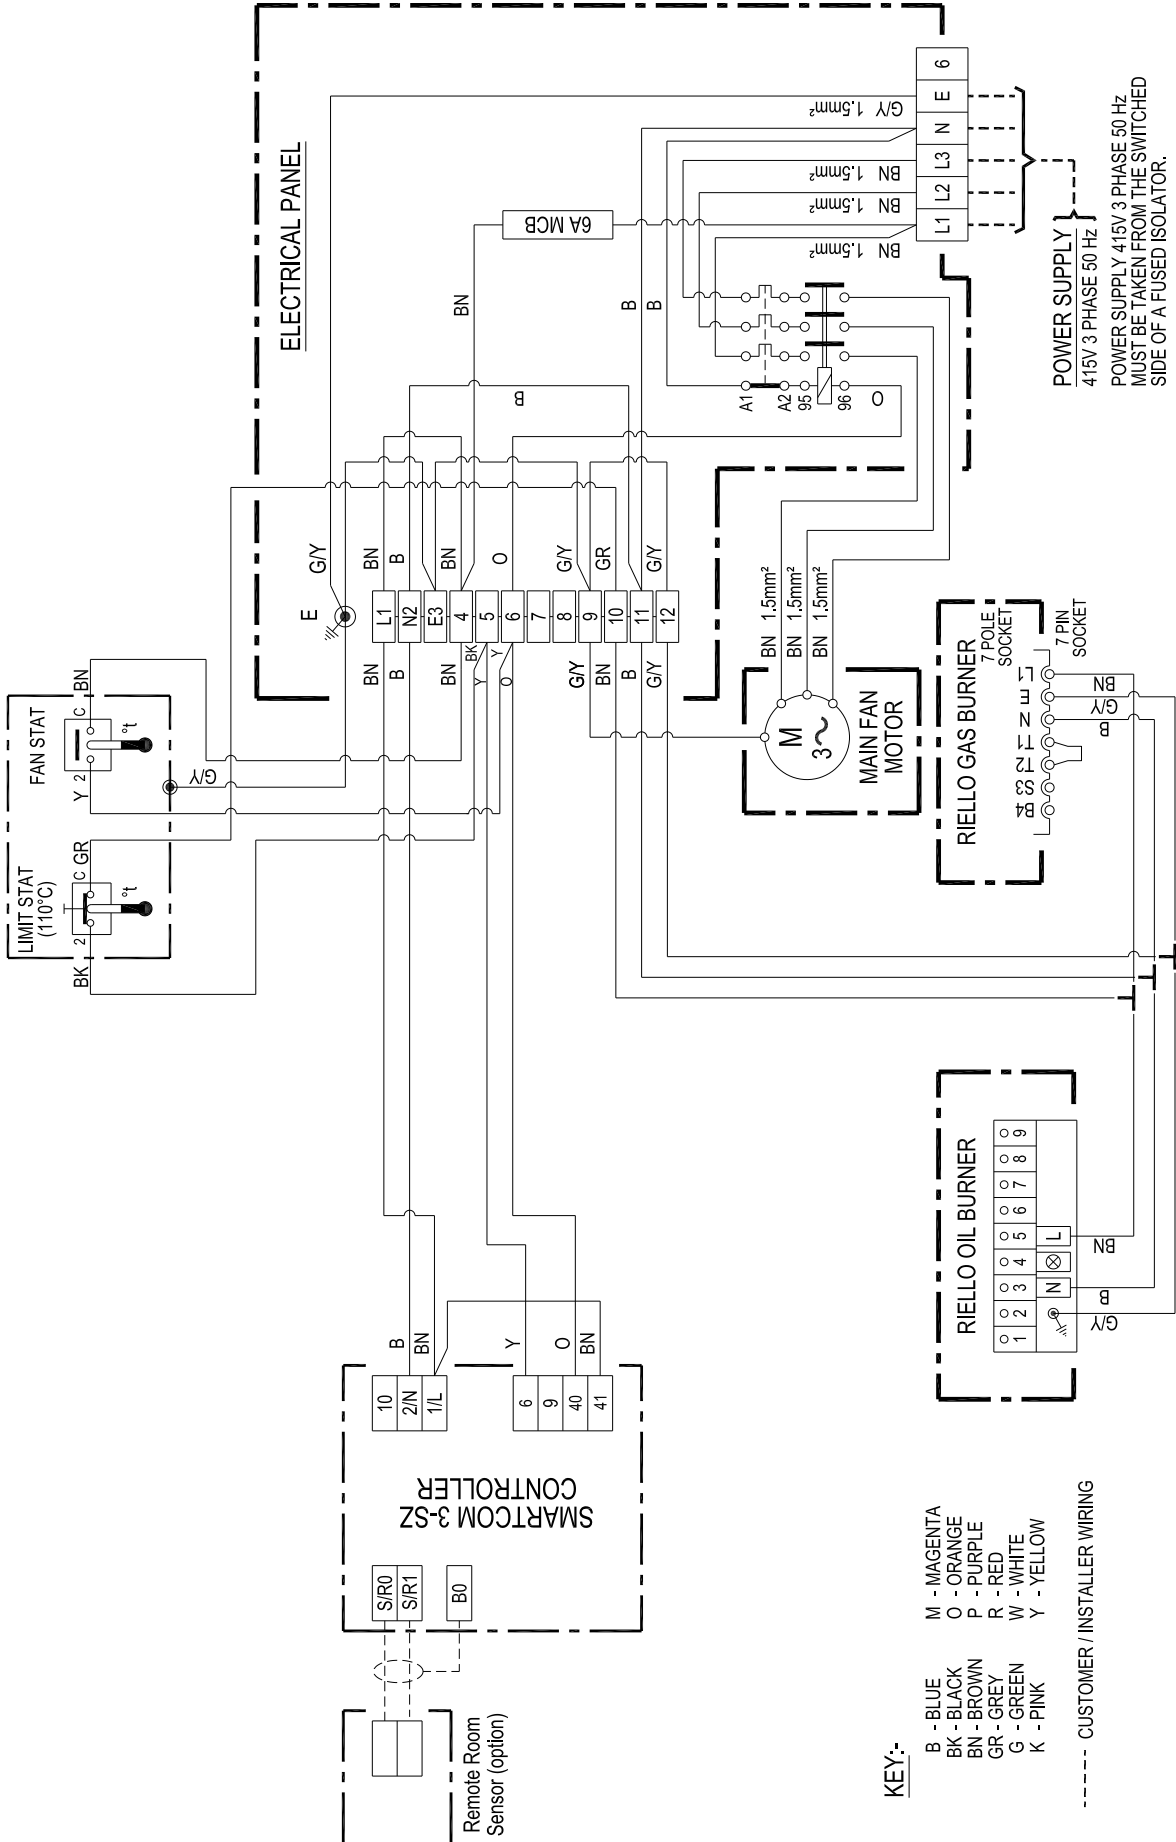 ELECTRICAL PANEL
6
E
N
L3
L2
L1
G/Y 1.5mm²
BN 1.5mm²
BN 1.5mm²
BN 1.5mm²
6A MCB
BN
B
B
B
A1
A2
95
96
O
POWER SUPPLY
415V 3 PHASE 50 Hz
POWER SUPPLY 415V 3 PHASE 50 Hz
MUST BE TAKEN FROM THE SWITCHED
SIDE OF A FUSED ISOLATOR.
E
G/Y
BN
B
BN
O
G/Y
GR
G/Y
L1
N2
E3
4
5
6
7
8
9
10
11
12
BN
B
BN
BK
Y
Y
O
G/Y
BN
B
G/Y
FAN STAT
BN
C
2
Y
°t
G/Y
LIMIT STAT
(110°C)
GR
C
2
BK
°t
BN 1.5mm²
BN 1.5mm²
BN 1.5mm²
M
3~
MAIN FAN
MOTOR
RIELLO GAS BURNER
7 POLE
SOCKET
7 PIN
SOCKET
L1
E
N
T1
T2
S3
B4
BN
G/Y
B
RIELLO OIL BURNER
1
2
3
4
5
6
7
8
9
N
L
BN
B
G/Y
SMARTCOM 3-SZ
CONTROLLER
10
2/N
1/L
B
BN
6
9
40
41
Y
O
BN
S/R0
S/R1
B0
Remote Room
Sensor (option)
KEY:-
B - BLUE
BK - BLACK
BN - BROWN
GR - GREY
G - GREEN
K - PINK
M - MAGENTA
O - ORANGE
P - PURPLE
R - RED
W - WHITE
Y - YELLOW
CUSTOMER / INSTALLER WIRING